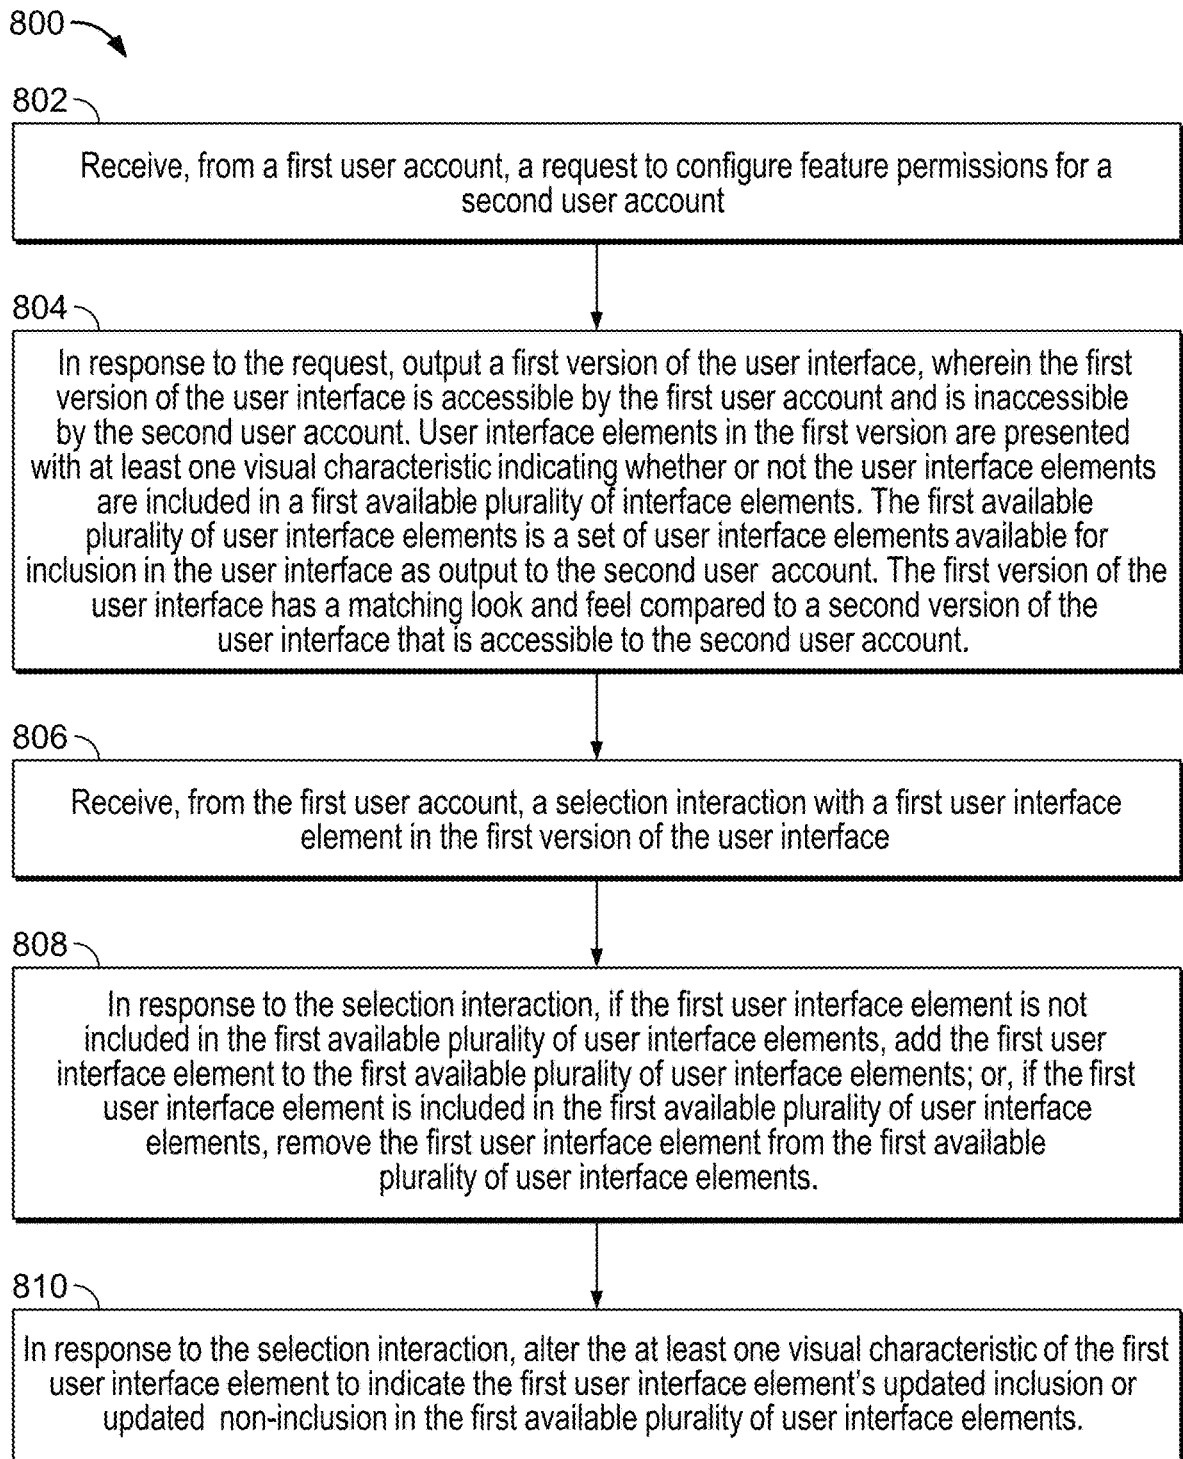 800
802
Receive, from a first user account, a request to configure feature permissions for a
second user account
804
In response to the request, output a first version of the user interface, wherein the first
version of the user interface is accessible by the first user account and is inaccessible
by the second user account. User interface elements in the first version are presented
with at least one visual characteristic indicating whether or not the user interface elements
are included in a first available plurality of interface elements. The first available
plurality of user interface elements is a set of user interface elements available for
inclusion in the user interface as output to the second user account. The first version of the
user interface has a matching look and feel compared to a second version of the
user interface that is accessible to the second user account.
806
Receive, from the first user account, a selection interaction with a first user interface
element in the first version of the user interface
808
In response to the selection interaction, if the first user interface element is not
included in the first available plurality of user interface elements, add the first user
interface element to the first available plurality of user interface elements; or, if the first
user interface element is included in the first available plurality of user interface
elements, remove the first user interface element from the first available
plurality of user interface elements.
810
In response to the selection interaction, alter the at least one visual characteristic of the first
user interface element to indicate the first user interface element's updated inclusion or
updated non-inclusion in the first available plurality of user interface elements.